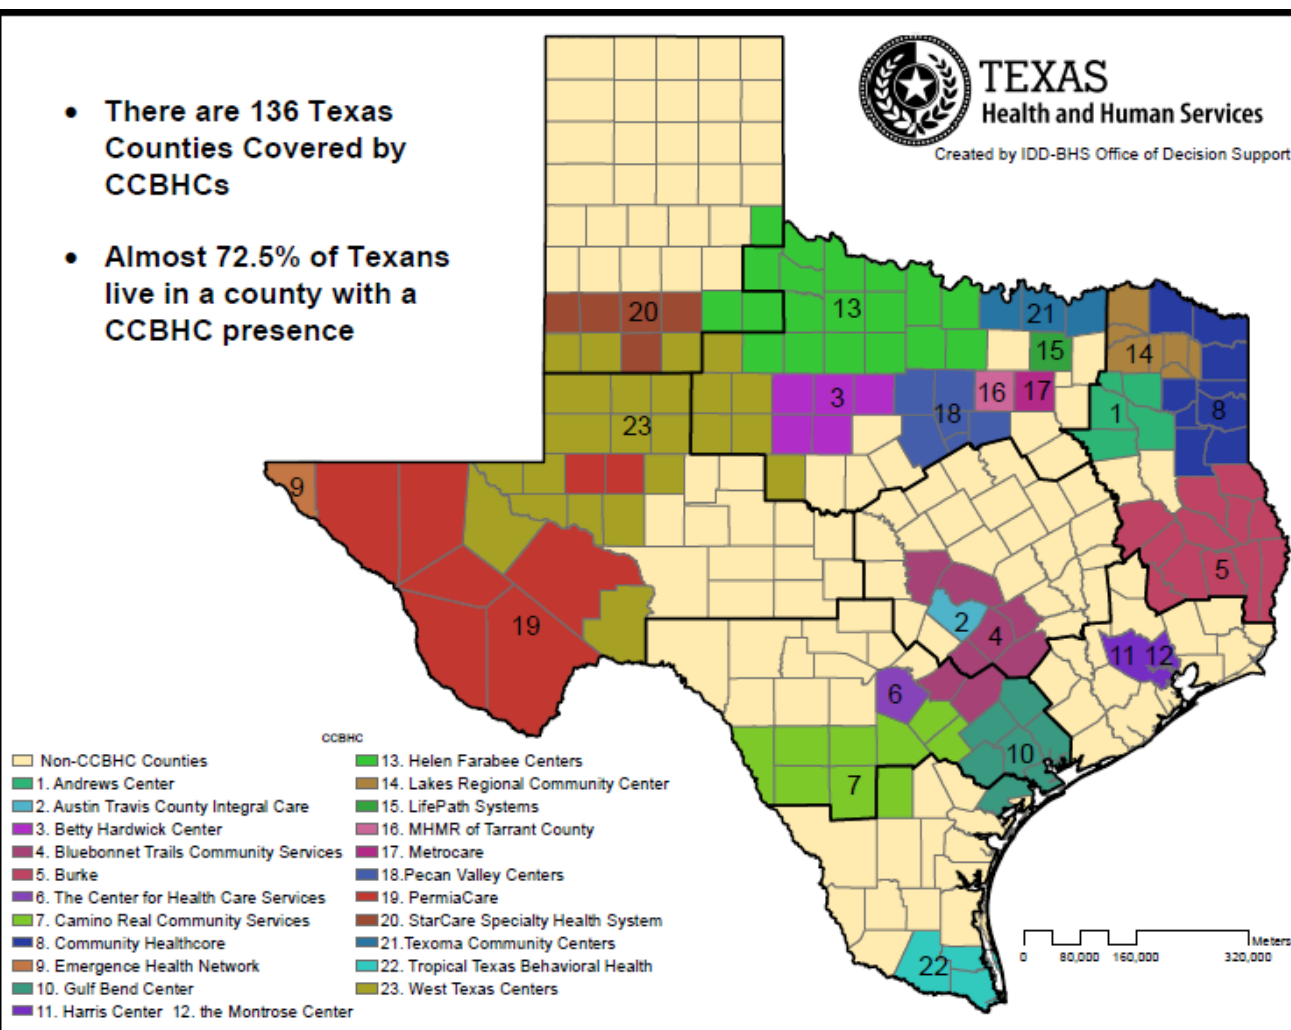 • There are 136 Texas
Counties Covered by
CCBHCs
• Almost 72.5% of Texans
live in a county with a
CCBHC presence
TEXAS
Health and Human Services
Created by IDD-BHS Office of Decision Support
20
13
21
15
14
3
16
17
18
1
8
23
9
5
19
2
4
11
12
6
10
7
22
CCBHC
Non-CCBHC Counties
1. Andrews Center
2. Austin Travis County Integral Care
3. Betty Hardwick Center
4. Bluebonnet Trails Community Services
5. Burke
6. The Center for Health Care Services
7. Camino Real Community Services
8. Community Healthcore
9. Emergence Health Network
10. Gulf Bend Center
11. Harris Center 12. the Montrose Center
13. Helen Farabee Centers
14. Lakes Regional Community Center
15. LifePath Systems
16. MHMR of Tarrant County
17. Metrocare
18.Pecan Valley Centers
19. PermiaCare
20. StarCare Specialty Health System
21.Texoma Community Centers
22. Tropical Texas Behavioral Health
23. West Texas Centers
Meters
0 80,000 160,000 320,000